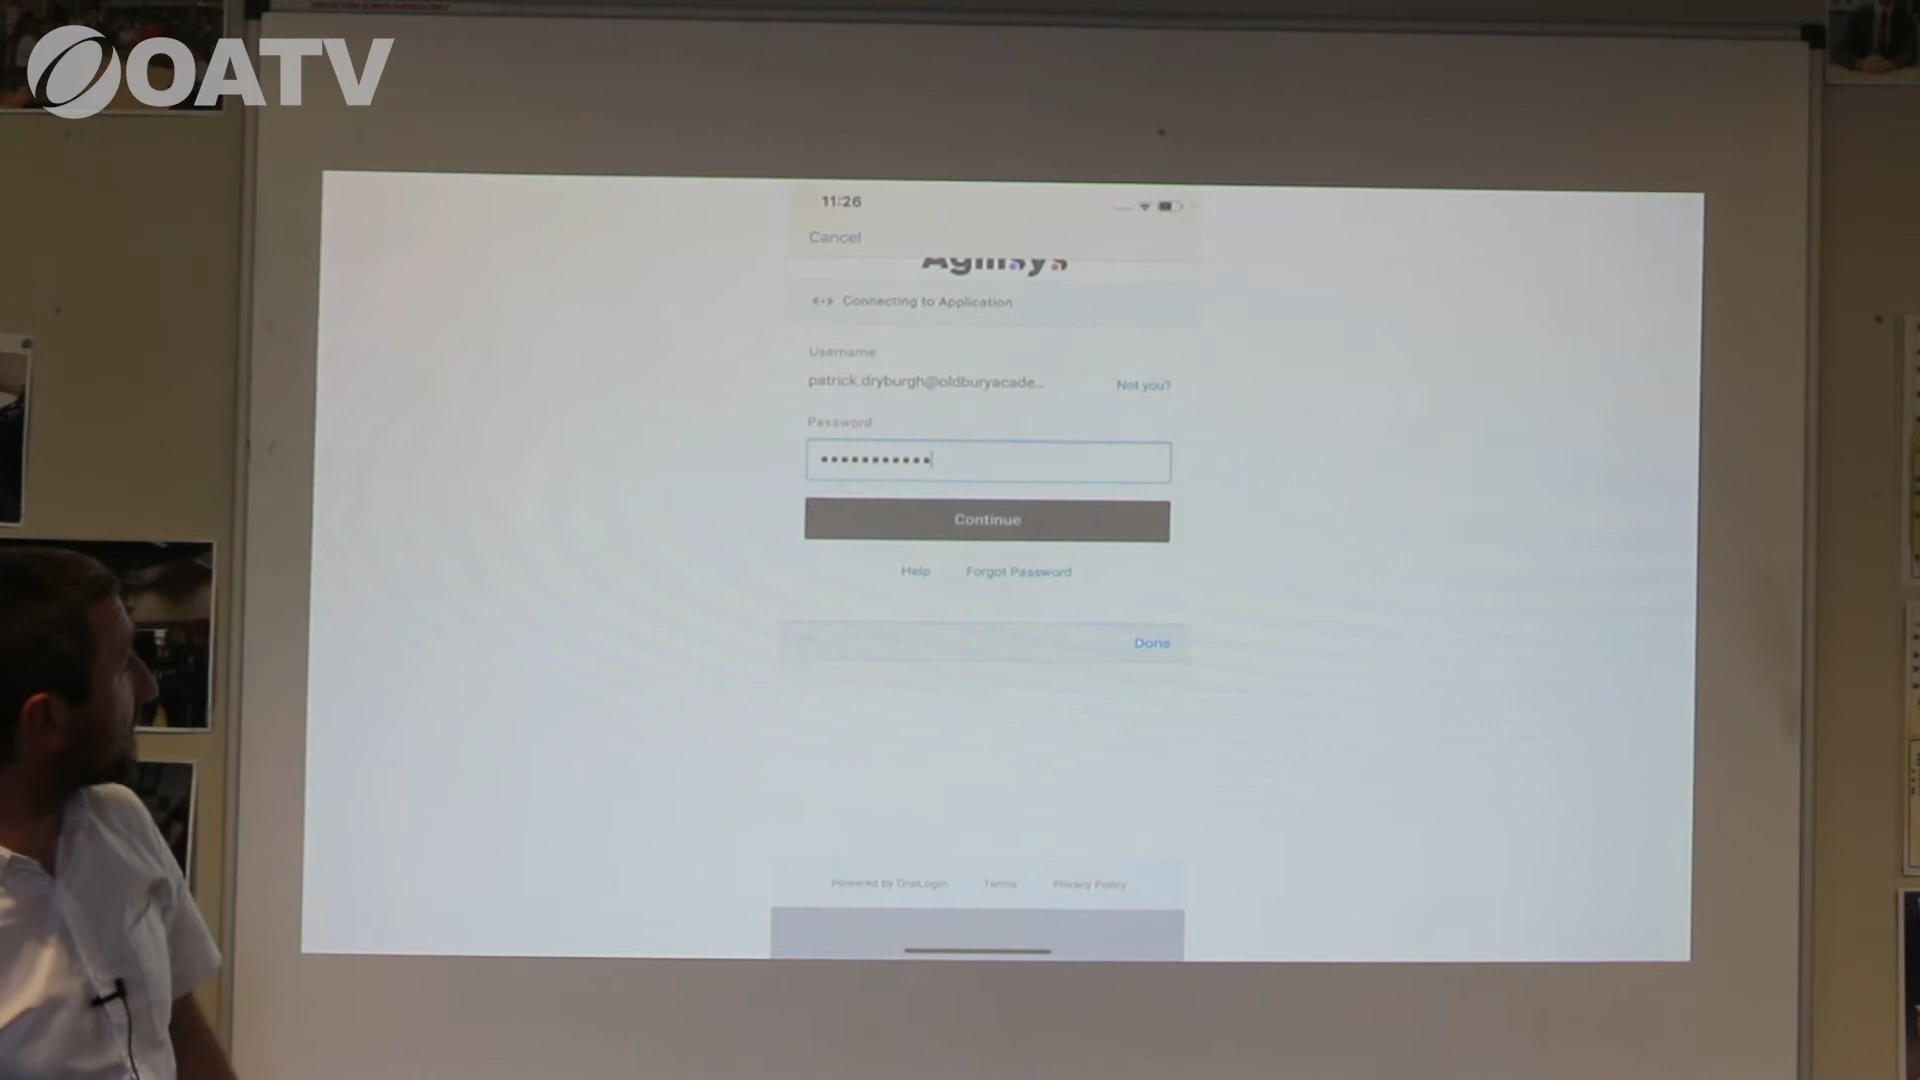 OATV
11:26
Cancel
Agilisys
Connecting to Application
Username
patrick.dryburgh@oldburyacade...
Not you?
Password
Continue
Help
Forgot Password
Done
Powered by OneLogin
Terms
Privacy Policy